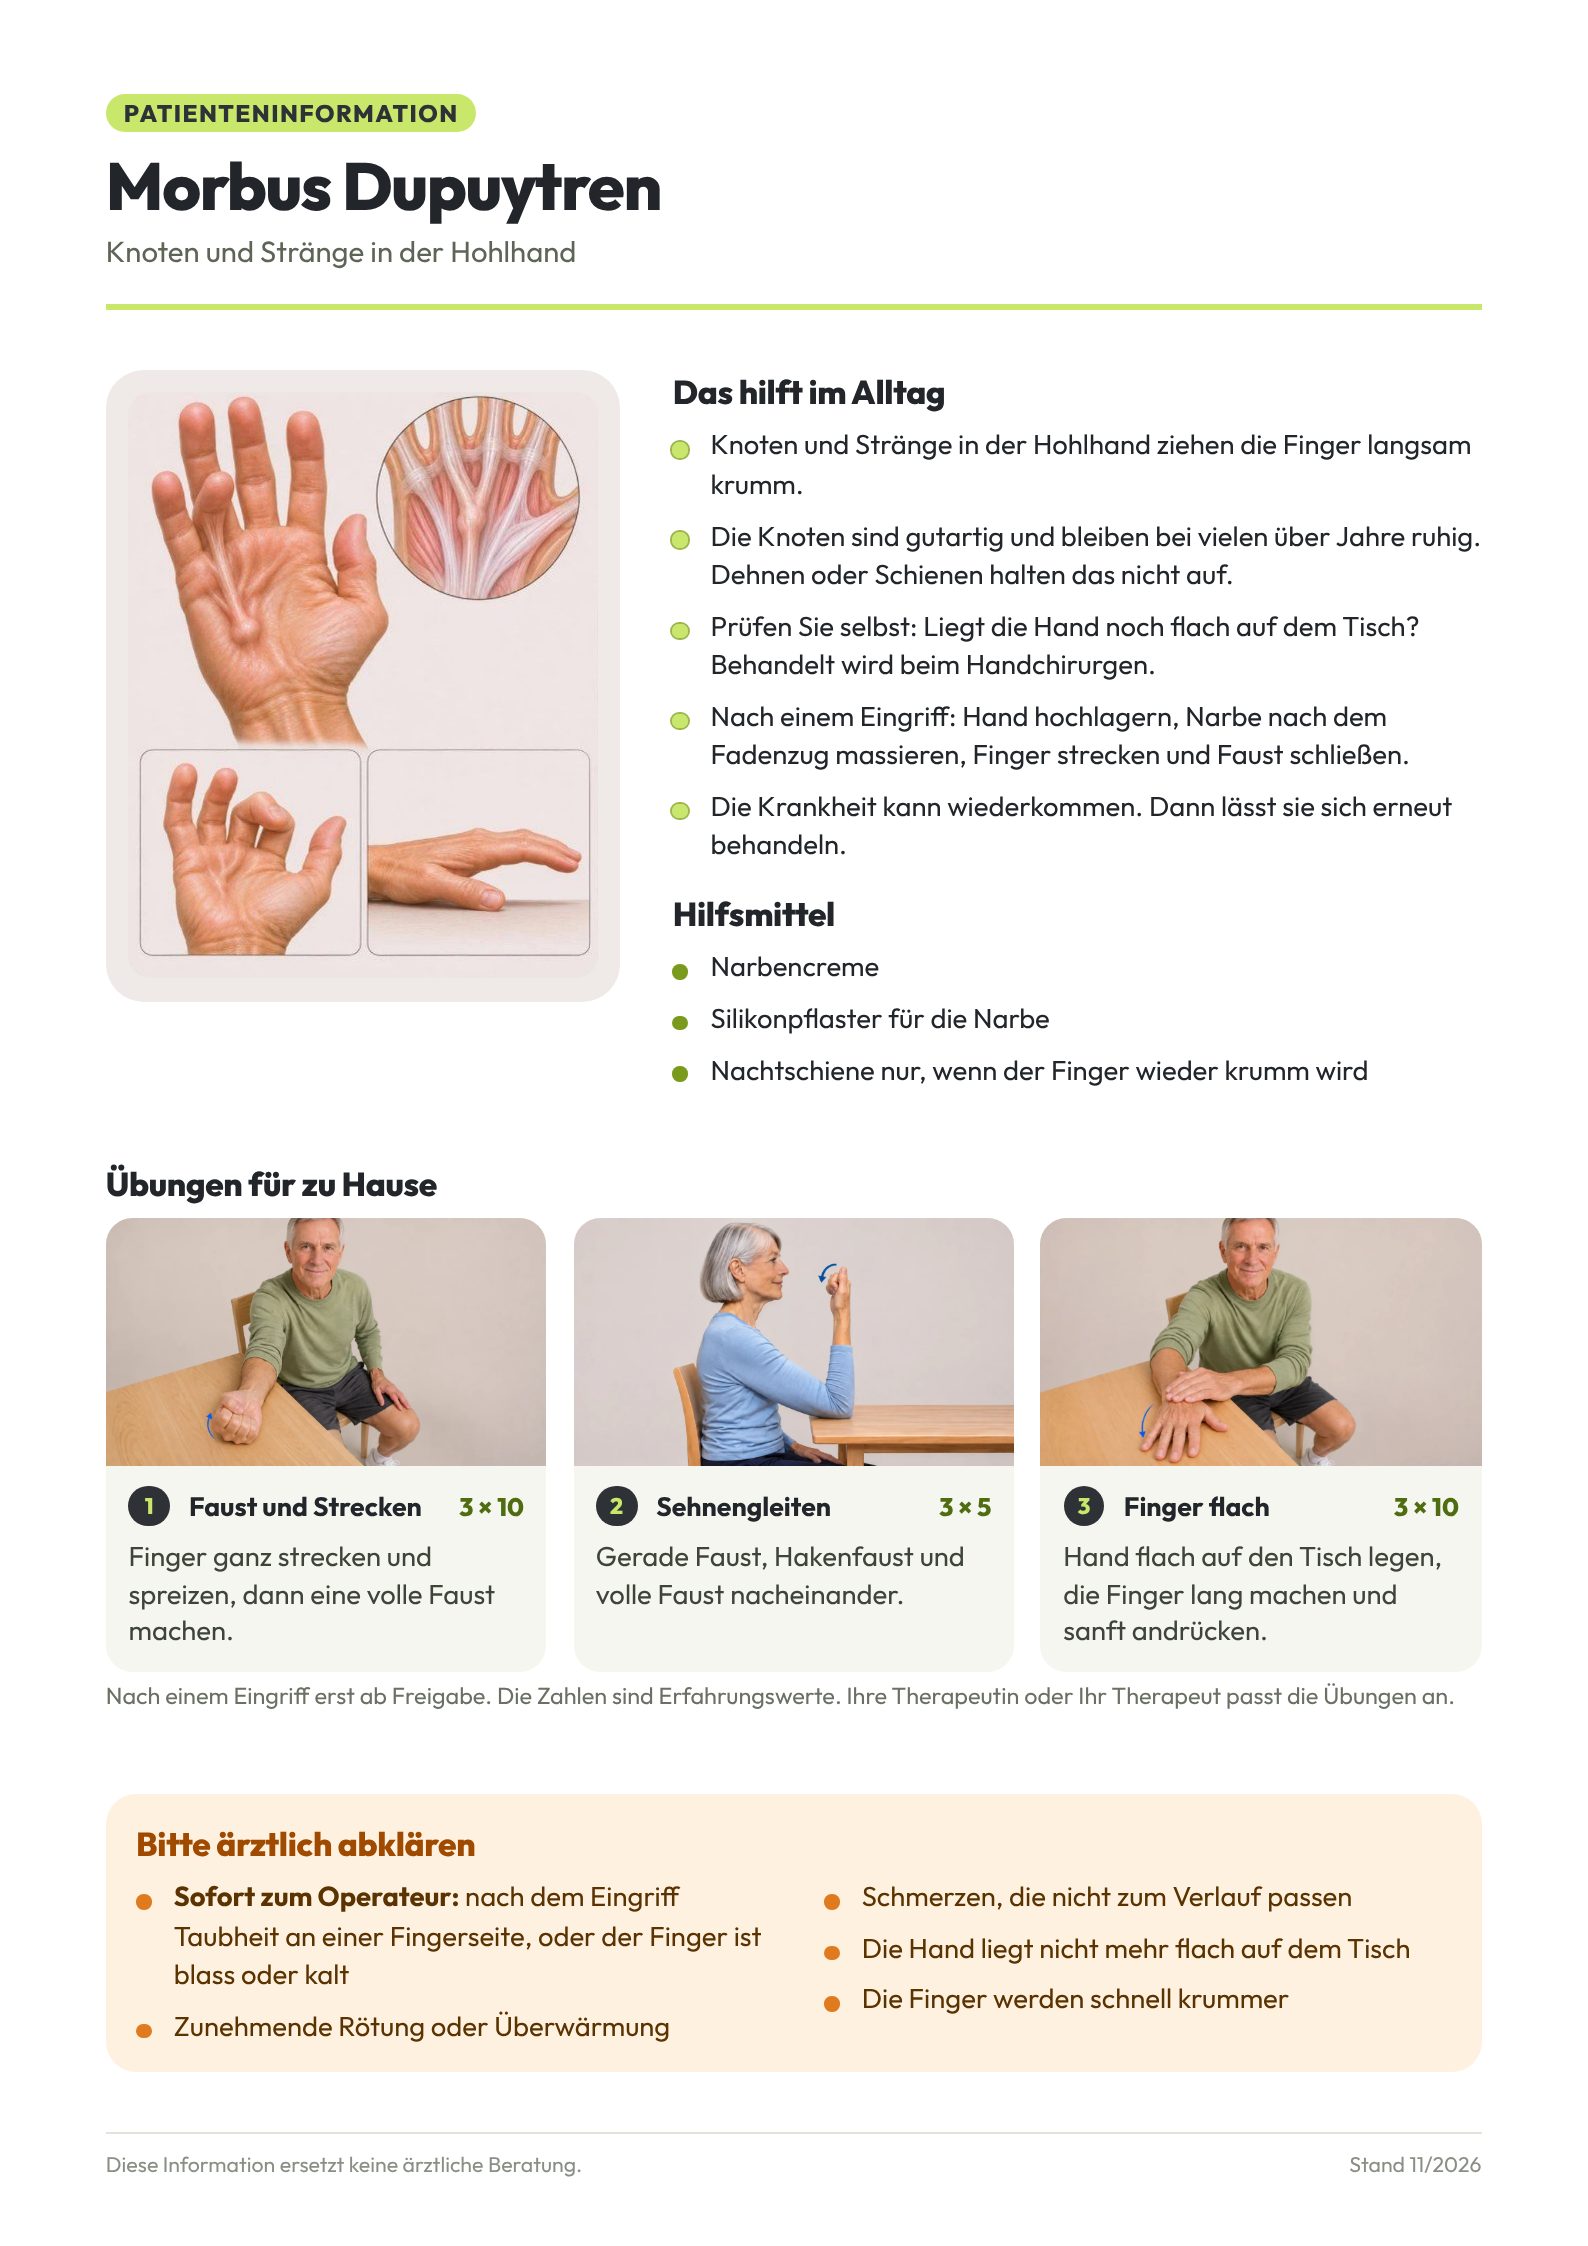 PATIENTENINFORMATION
Morbus Dupuytren
Knoten und Stränge in der Hohlhand
Das hilft im Alltag
Knoten und Stränge in der Hohlhand ziehen die Finger langsam
krumm.
Die Knoten sind gutartig und bleiben bei vielen über Jahre ruhig.
Dehnen oder Schienen halten das nicht auf.
Prüfen Sie selbst: Liegt die Hand noch flach auf dem Tisch?
Behandelt wird beim Handchirurgen.
Nach einem Eingriff: Hand hochlagern, Narbe nach dem
Fadenzug massieren, Finger strecken und Faust schließen.
Die Krankheit kann wiederkommen. Dann lässt sie sich erneut
behandeln.
Hilfsmittel
Narbencreme
Silikonpflaster für die Narbe
Nachtschiene nur, wenn der Finger wieder krumm wird
Übungen für zu Hause
1 Faust und Strecken 3 × 10
Finger ganz strecken und
spreizen, dann eine volle Faust
machen.
2 Sehnengleiten 3 × 5
Gerade Faust, Hakenfaust und
volle Faust nacheinander.
3 Finger flach 3 × 10
Hand flach auf den Tisch legen,
die Finger lang machen und
sanft andrücken.
Nach einem Eingriff erst ab Freigabe. Die Zahlen sind Erfahrungswerte. Ihre Therapeutin oder Ihr Therapeut passt die Übungen an.
Bitte ärztlich abklären
Sofort zum Operateur: nach dem Eingriff
Taubheit an einer Fingerseite, oder der Finger ist
blass oder kalt
Zunehmende Rötung oder Überwärmung
Schmerzen, die nicht zum Verlauf passen
Die Hand liegt nicht mehr flach auf dem Tisch
Die Finger werden schnell krummer
Diese Information ersetzt keine ärztliche Beratung.
Stand 11/2026